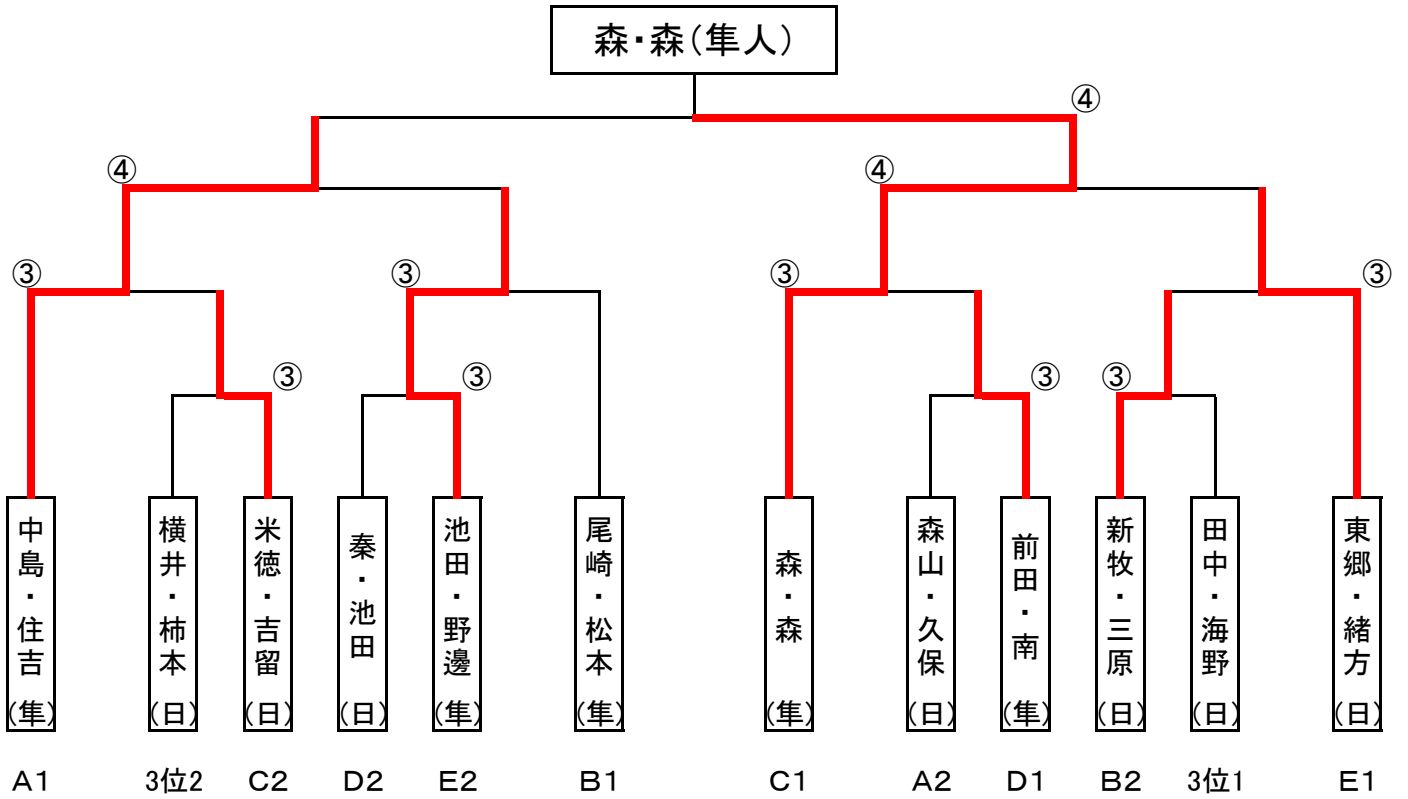 森・森(隼人)
④
④
④
③
③
③
③
③
③
③
③
中島・住吉
(隼)
横井・柿本
(日)
米徳・吉留
(日)
秦・池田
(日)
池田・野邊
(隼)
尾崎・松本
(隼)
森・森
(隼)
森山・久保
(日)
前田・南
(隼)
新牧・三原
(日)
田中・海野
(日)
東郷・緒方
(日)
A1
3位2
C2
D2
E2
B1
C1
A2
D1
B2
3位1
E1